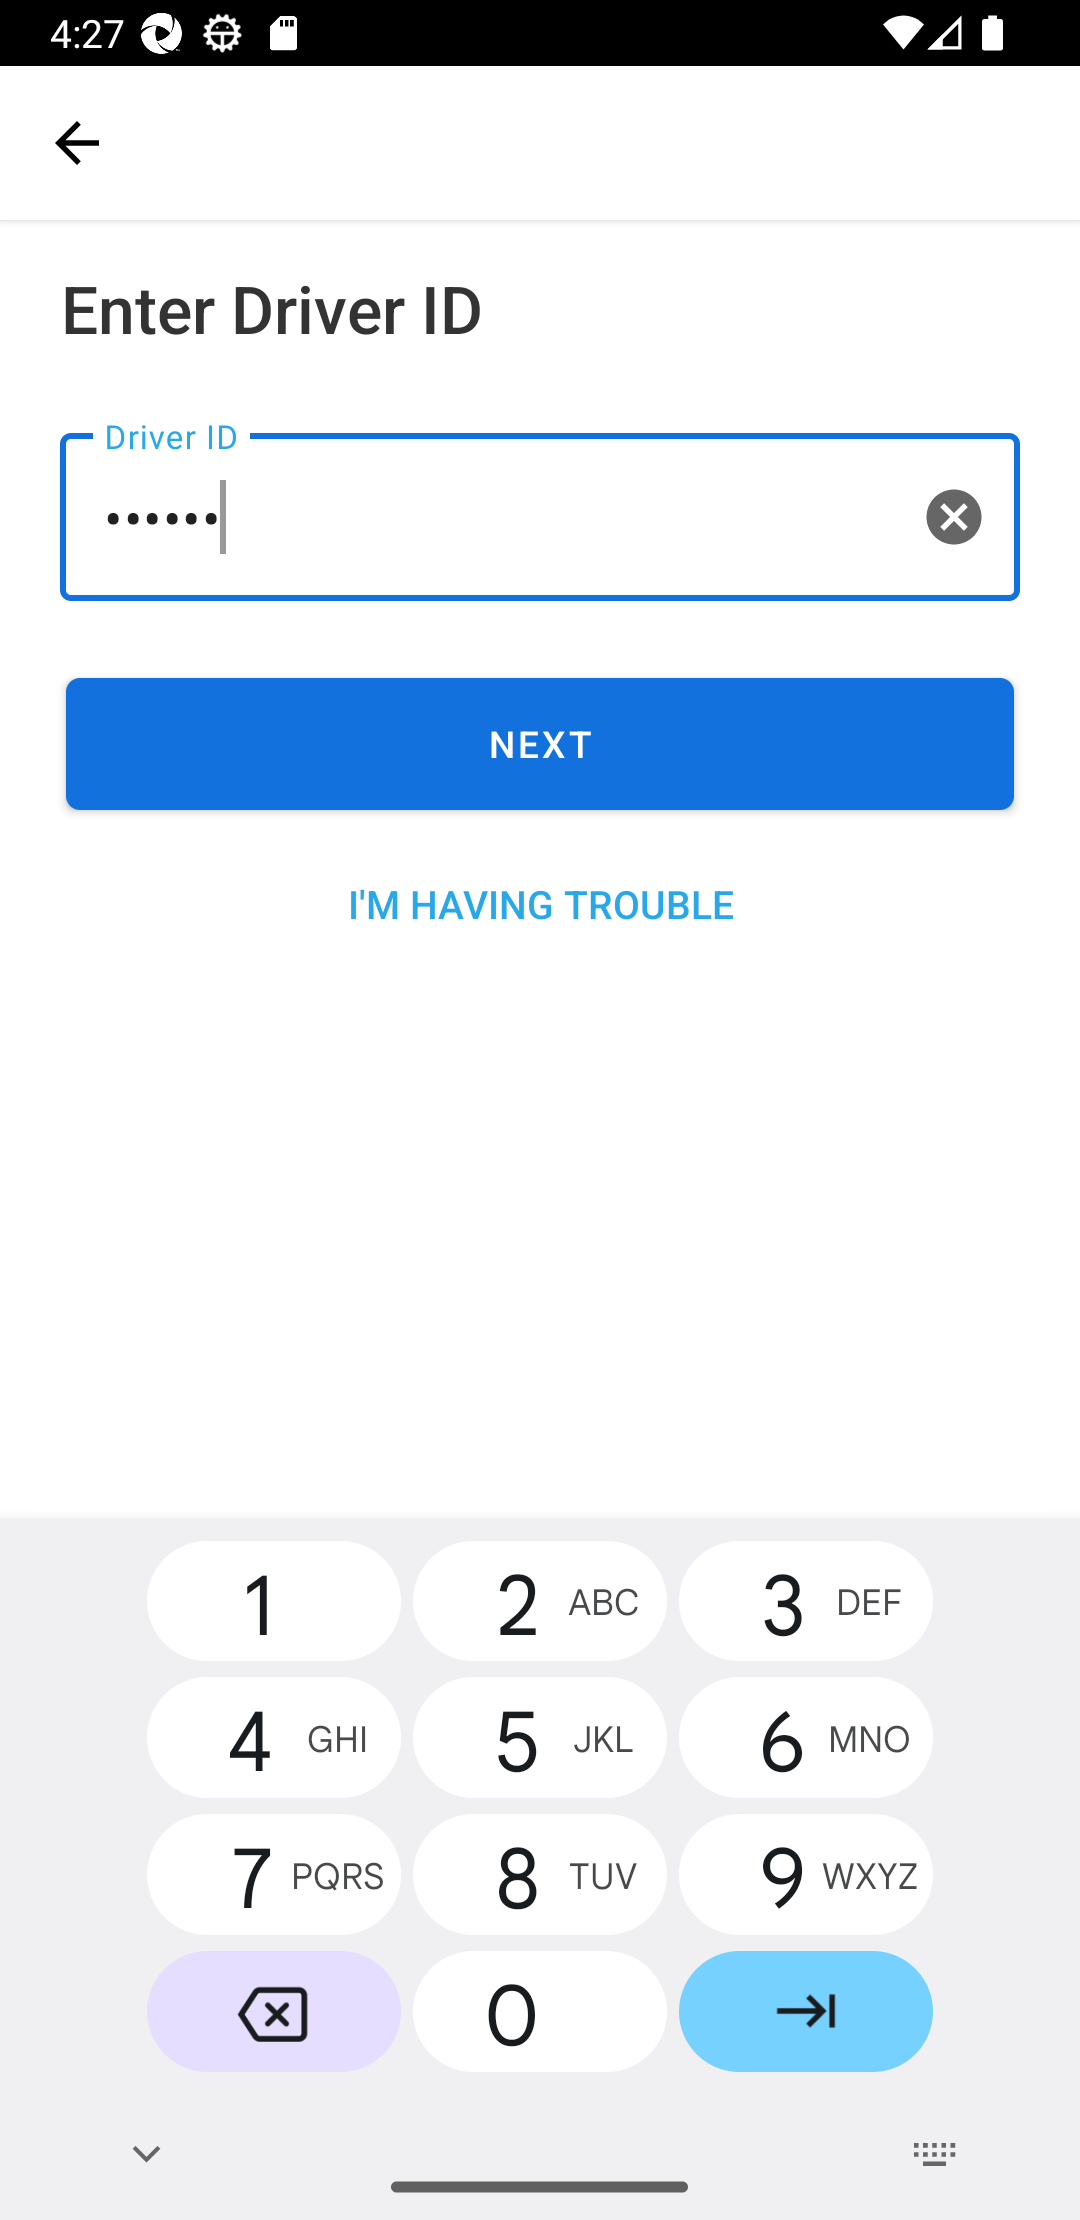 4:27
Enter Driver ID
Driver ID
••••••
NEXT
I'M HAVING TROUBLE
1
2 ABC
3 DEF
4 GHI
5 JKL
6 MNO
7 PQRS
8 TUV
9 WXYZ
0